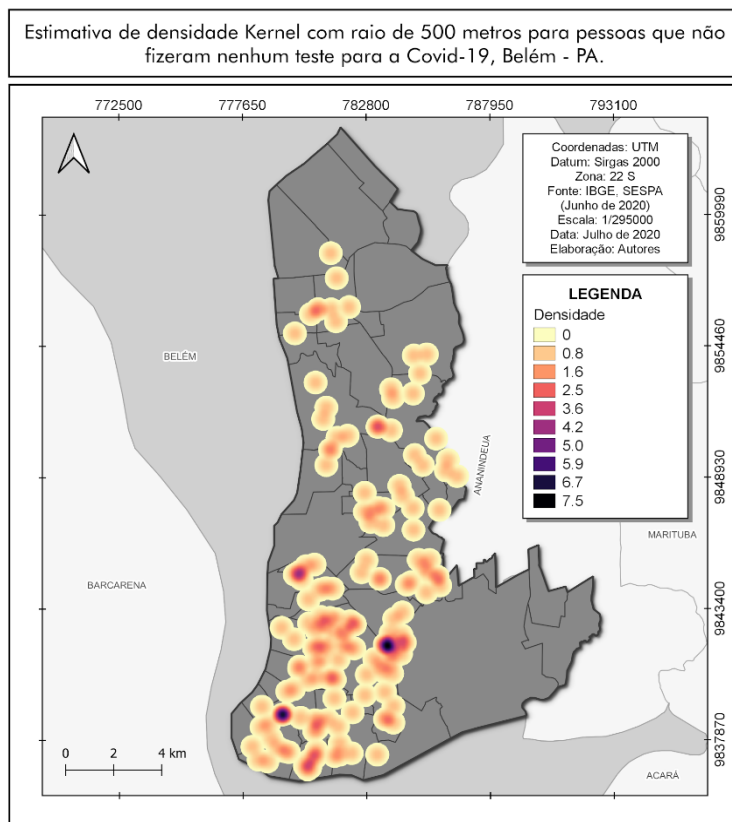 Estimativa de densidade Kernel com raio de 500 metros para pessoas que não
fizeram nenhum teste para a Covid-19, Belém - PA.
772500 777650 782800 787950 793100
Coordenadas: UTM
Datum: Sirgas 2000
Zona: 22 S
Fonte: IBGE, SESPA
(Junho de 2020)
Escala: 1/295000
Data: Julho de 2020
Elaboração: Autores
9859990
LEGENDA
Densidade
0
0.8
1.6
2.5
3.6
4.2
5.0
5.9
6.7
7.5
9854460
BELÉM
ANANINDEUA
9848930
MARITUBA
BARCARENA
9843400
9837870
0 2 4 km
ACARÁ